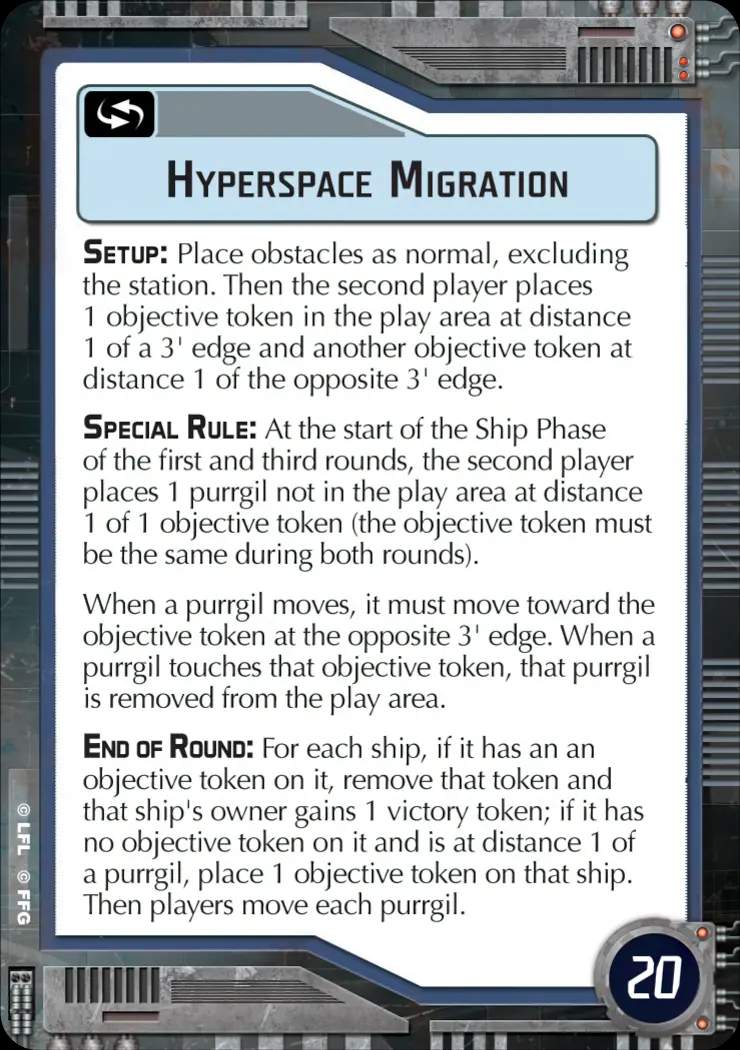 Hyperspace Migration
Setup: Place obstacles as normal, excluding
the station. Then the second player places
1 objective token in the play area at distance
1 of a 3' edge and another objective token at
distance 1 of the opposite 3' edge.
Special Rule: At the start of the Ship Phase
of the first and third rounds, the second player
places 1 purrgil not in the play area at distance
1 of 1 objective token (the objective token must
be the same during both rounds).
When a purrgil moves, it must move toward the
objective token at the opposite 3' edge. When a
purrgil touches that objective token, that purrgil
is removed from the play area.
End of Round: For each ship, if it has an an
objective token on it, remove that token and
that ship's owner gains 1 victory token; if it has
no objective token on it and is at distance 1 of
a purrgil, place 1 objective token on that ship.
Then players move each purrgil.
© LFL © FFG
20